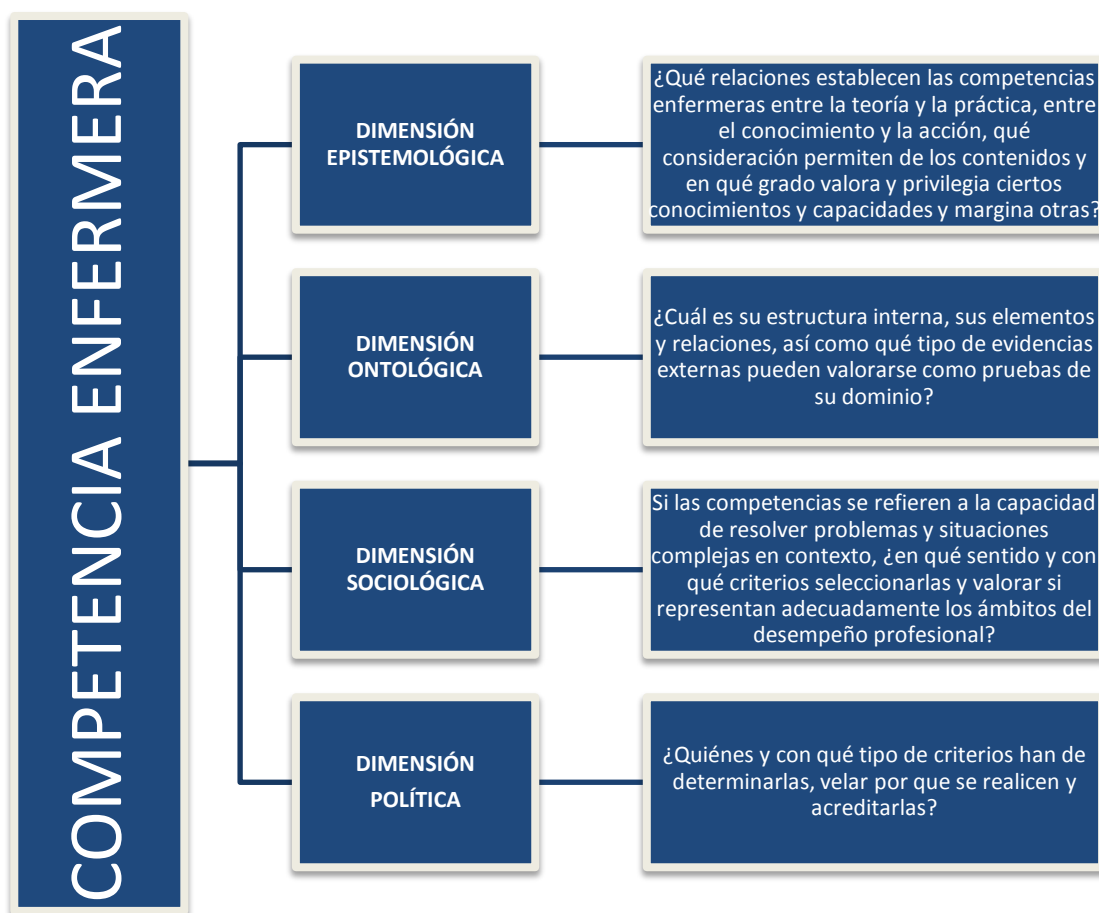 COMPETENCIA ENFERMERA
DIMENSIÓN
EPISTEMOLÓGICA
¿Qué relaciones establecen las competencias
enfermeras entre la teoría y la práctica, entre
el conocimiento y la acción, qué
consideración permiten de los contenidos y
en qué grado valora y privilegia ciertos
conocimientos y capacidades y margina otras?
DIMENSIÓN
ONTOLÓGICA
¿Cuál es su estructura interna, sus elementos
y relaciones, así como qué tipo de evidencias
externas pueden valorarse como pruebas de
su dominio?
DIMENSIÓN
SOCIOLÓGICA
Si las competencias se refieren a la capacidad
de resolver problemas y situaciones
complejas en contexto, ¿en qué sentido y con
qué criterios seleccionarlas y valorar si
representan adecuadamente los ámbitos del
desempeño profesional?
DIMENSIÓN
POLÍTICA
¿Quiénes y con qué tipo de criterios han de
determinarlas, velar por que se realicen y
acreditarlas?